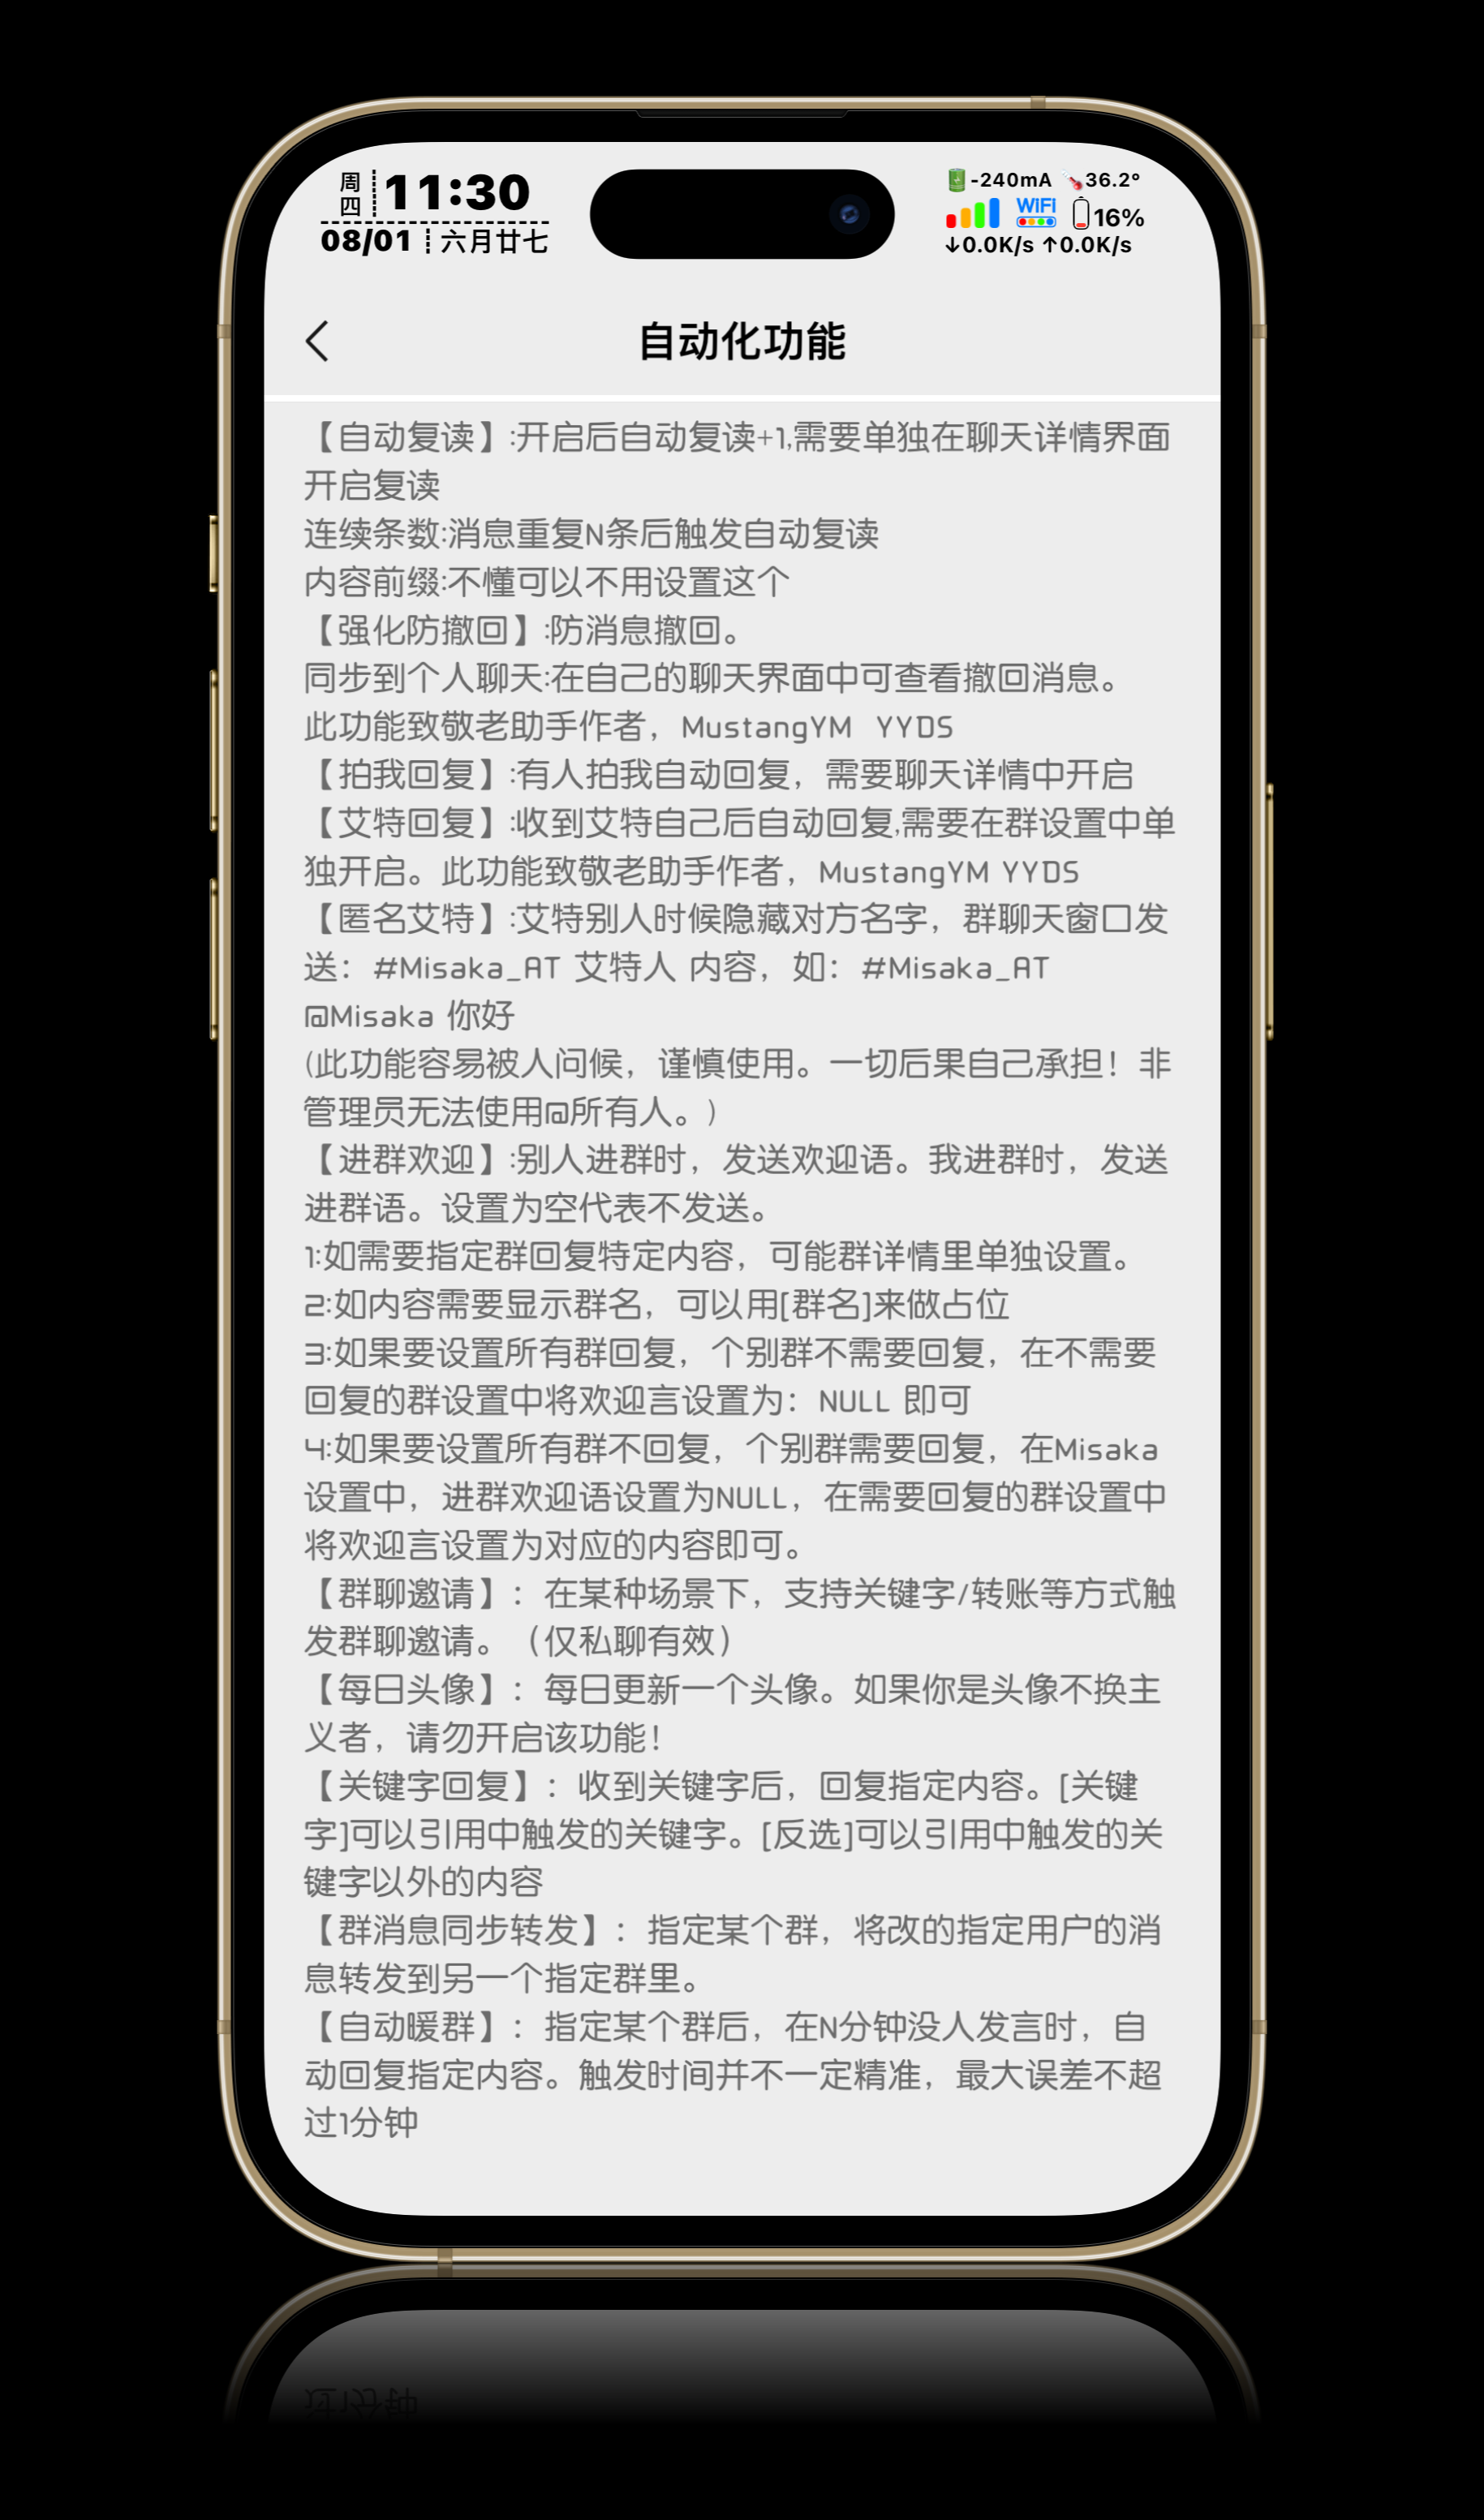 周四 11:30
08/01 六月廿七
-240mA 36.2°
WIFI 16%
↓0.0K/s ↑0.0K/s
自动化功能
【自动复读】:开启后自动复读+1,需要单独在聊天详情界面
开启复读
连续条数:消息重复N条后触发自动复读
内容前缀:不懂可以不用设置这个
【强化防撤回】:防消息撤回。
同步到个人聊天:在自己的聊天界面中可查看撤回消息。
此功能致敬老助手作者，MustangYM  YYDS
【拍我回复】:有人拍我自动回复，需要聊天详情中开启
【艾特回复】:收到艾特自己后自动回复,需要在群设置中单
独开启。此功能致敬老助手作者，MustangYM YYDS
【匿名艾特】:艾特别人时候隐藏对方名字，群聊天窗口发
送：#Misaka_AT 艾特人 内容，如：#Misaka_AT
@Misaka 你好
(此功能容易被人问候，谨慎使用。一切后果自己承担！非
管理员无法使用@所有人。)
【进群欢迎】:别人进群时，发送欢迎语。我进群时，发送
进群语。设置为空代表不发送。
1:如需要指定群回复特定内容，可能群详情里单独设置。
2:如内容需要显示群名，可以用[群名]来做占位
3:如果要设置所有群回复，个别群不需要回复，在不需要
回复的群设置中将欢迎言设置为：NULL 即可
4:如果要设置所有群不回复，个别群需要回复，在Misaka
设置中，进群欢迎语设置为NULL，在需要回复的群设置中
将欢迎言设置为对应的内容即可。
【群聊邀请】：在某种场景下，支持关键字/转账等方式触
发群聊邀请。（仅私聊有效）
【每日头像】：每日更新一个头像。如果你是头像不换主
义者，请勿开启该功能！
【关键字回复】：收到关键字后，回复指定内容。[关键
字]可以引用中触发的关键字。[反选]可以引用中触发的关
键字以外的内容
【群消息同步转发】：指定某个群，将改的指定用户的消
息转发到另一个指定群里。
【自动暖群】：指定某个群后，在N分钟没人发言时，自
动回复指定内容。触发时间并不一定精准，最大误差不超
过1分钟